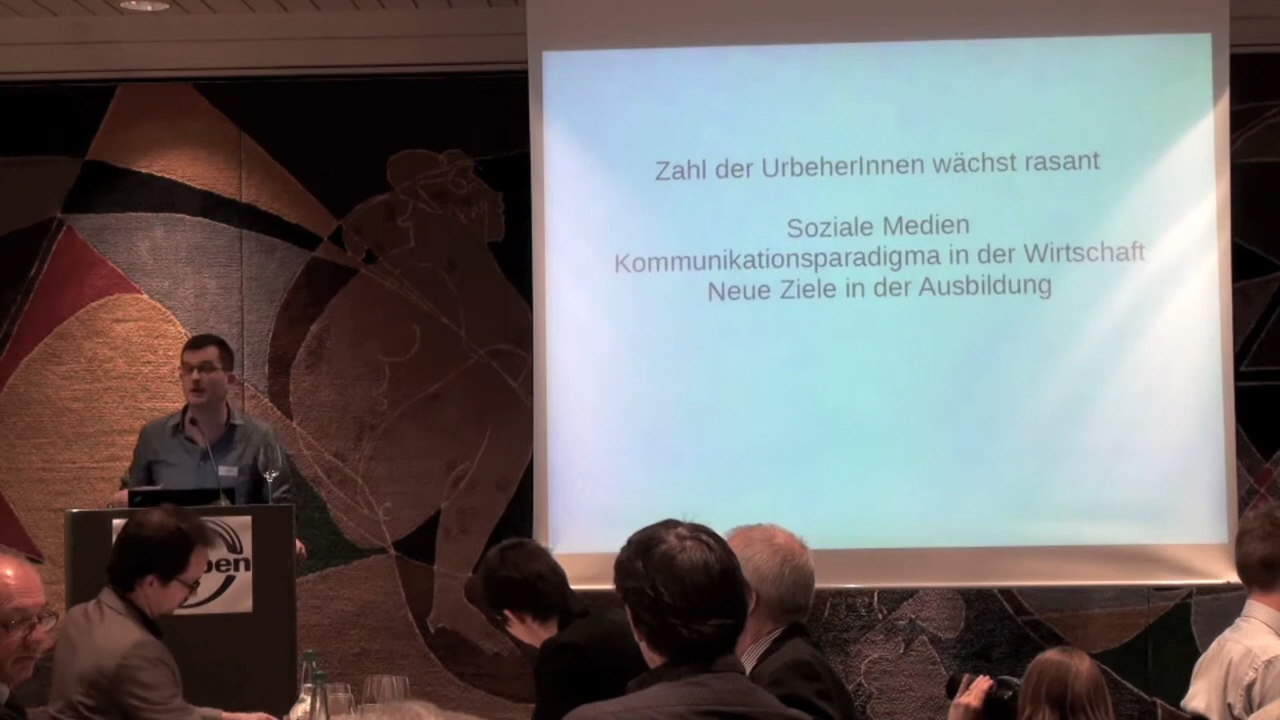 Zahl der UrbeherInnen wächst rasant
Soziale Medien
Kommunikationsparadigma in der Wirtschaft
Neue Ziele in der Ausbildung